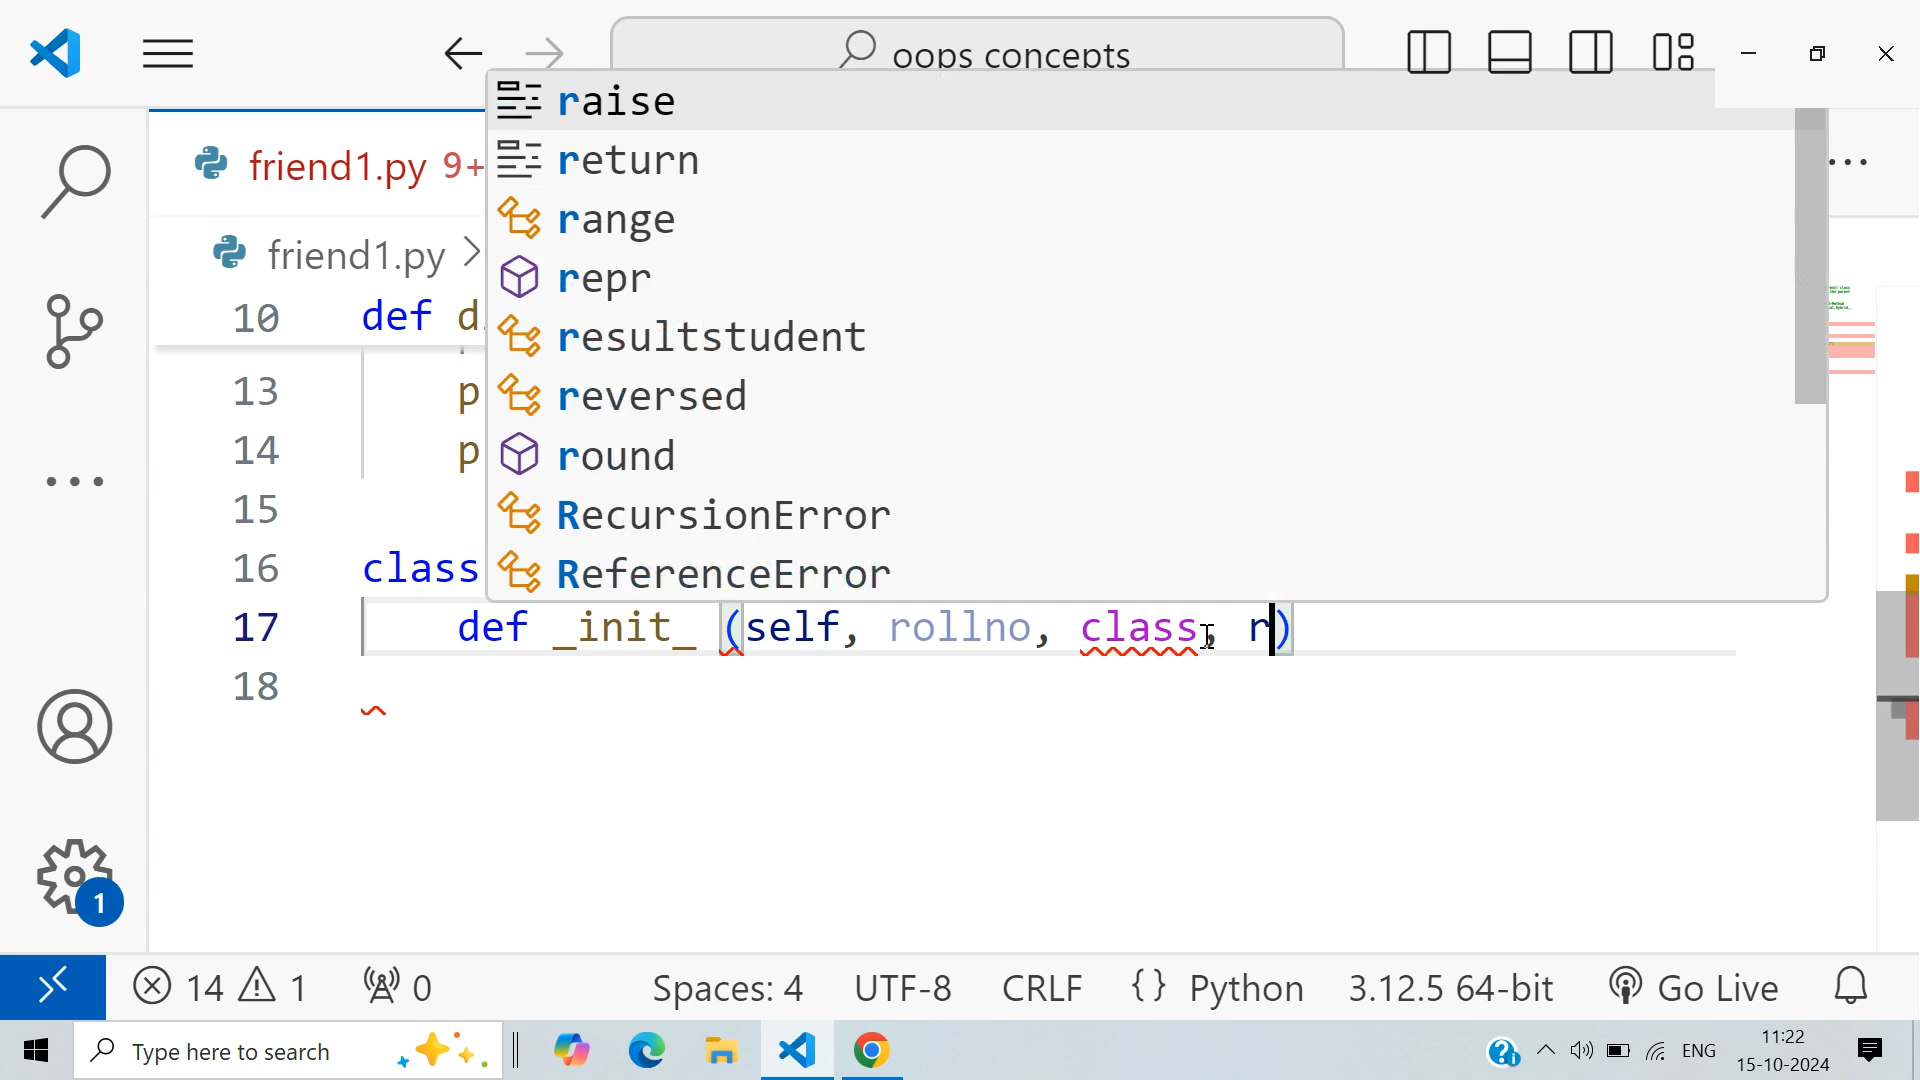 oops concepts
raise
return
range
repr
resultstudent
reversed
round
RecursionError
ReferenceError
friend1.py 9+
friend1.py >
10 def d
13 p
14 p
15
16 class
17 def _init_ (self, rollno, class, r)
18
1
14 1 0 Spaces: 4 UTF-8 CRLF {} Python 3.12.5 64-bit Go Live
Type here to search
ENG
11:22
15-10-2024